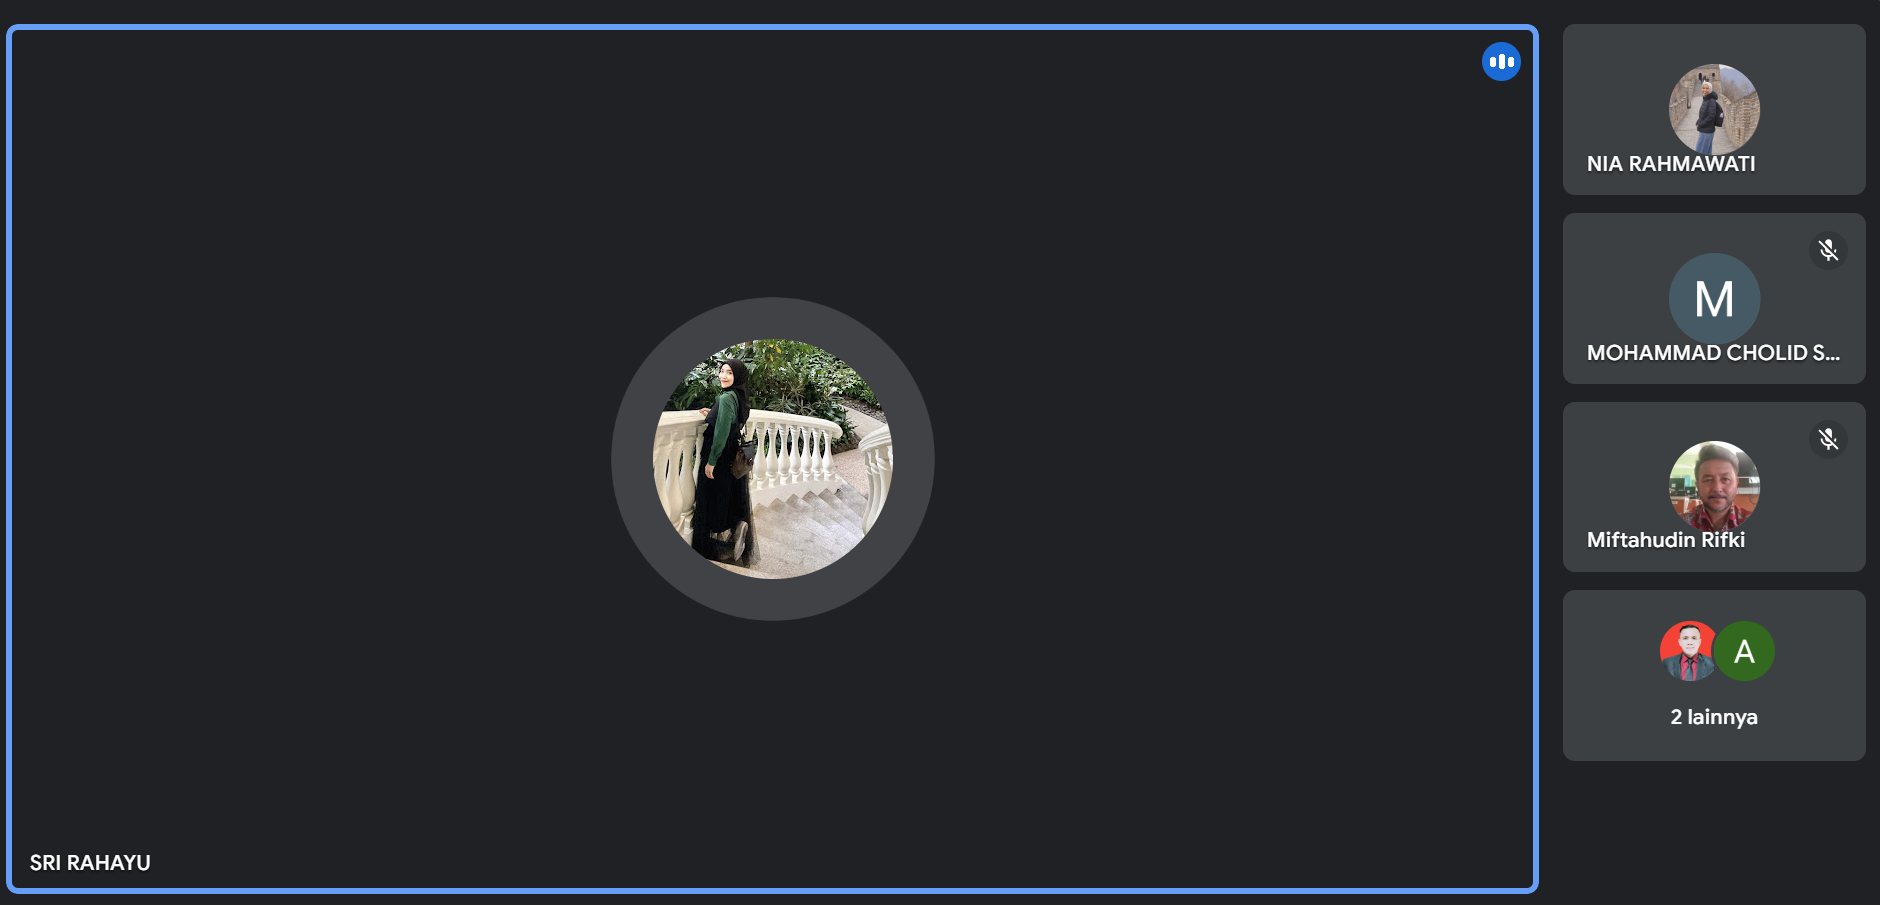 SRI RAHAYU
NIA RAHMAWATI
M
MOHAMMAD CHOLID S...
Miftahudin Rifki
A
2 lainnya